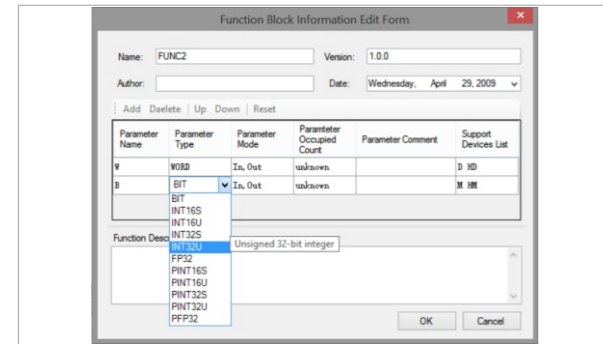 Function Block Information Edit Form
Name: FUNC2 Version: 1.0.0
Author: Date: Wednesday, April 29, 2009
Add Daelete Up Down Reset
Parameter Name Parameter Type Parameter Mode Paramteter Occupied Count Parameter Comment Support Devices List
W WORD In, Out unknown D HD
B BIT In, Out unknown M HM
BIT
INT16S
INT16U
INT32S
Function Desc
INT32U Unsigned 32-bit integer
FP32
PINT16S
PINT16U
PINT32S
PINT32U
PFP32
OK Cancel